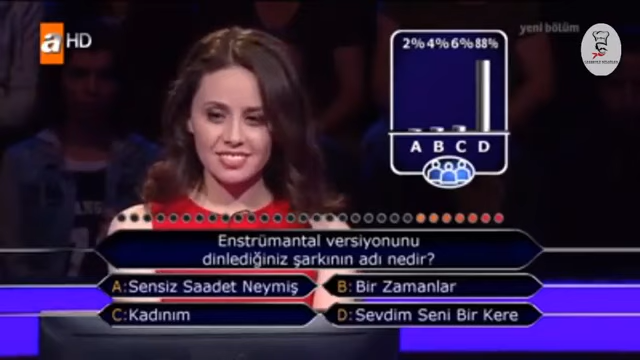 a HD
yeni bölüm
2% 4% 6% 88%
A B C D
Enstrümantal versiyonunu
dinlediğiniz şarkının adı nedir?
A:Sensiz Saadet Neymiş
B:Bir Zamanlar
C:Kadınım
D:Sevdim Seni Bir Kere